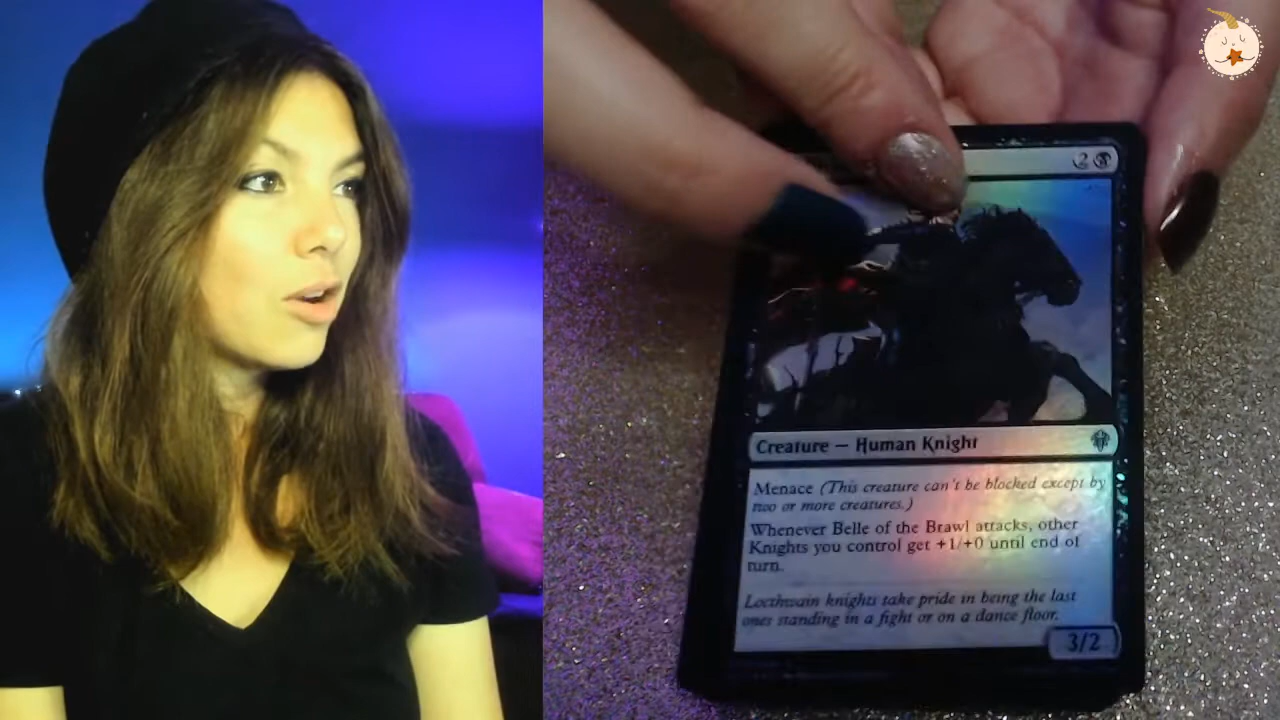 2
Creature — Human Knight
Menace (This creature can't be blocked except by
two or more creatures.)
Whenever Belle of the Brawl attacks, other
Knights you control get +1/+0 until end of
turn.
Locthwain knights take pride in being the last
ones standing in a fight or on a dance floor.
3/2